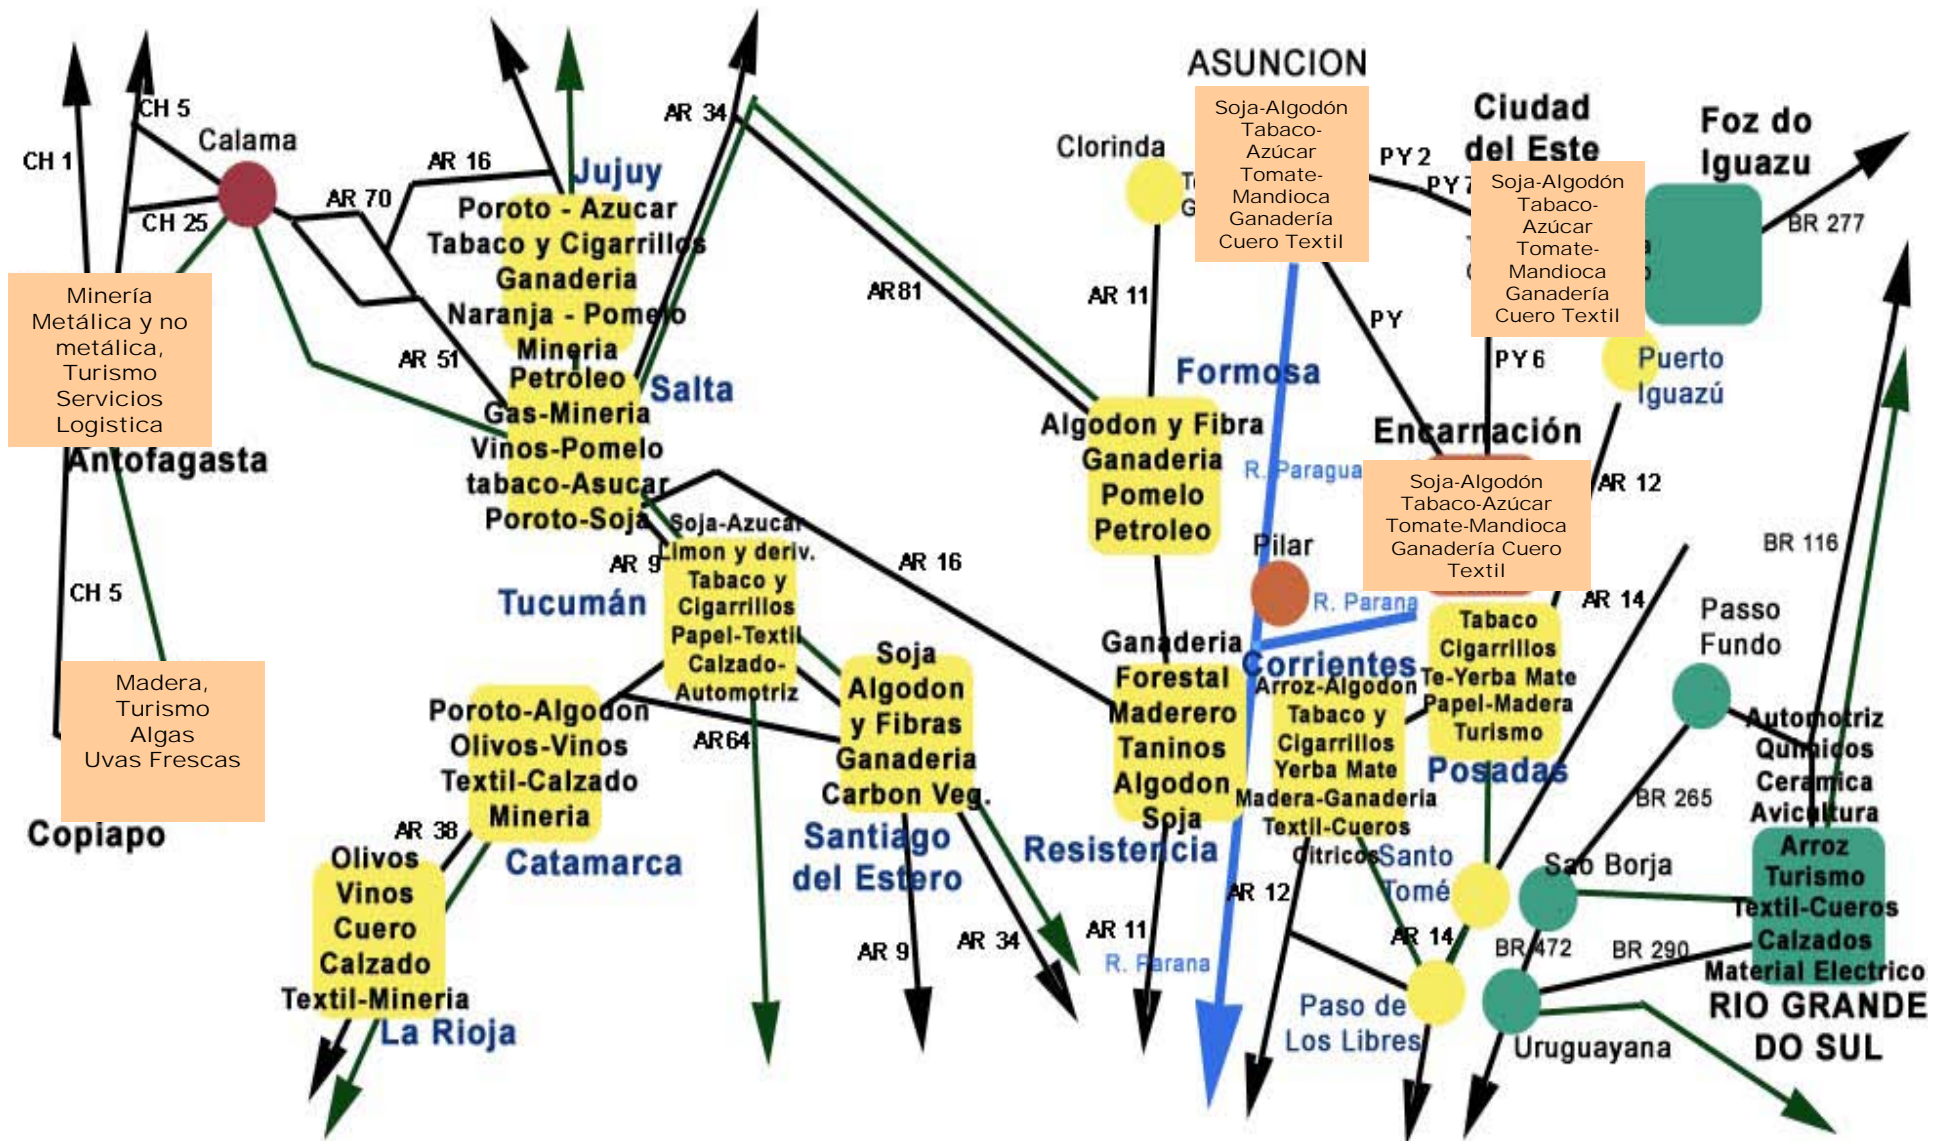 CH 1
CH 5
Calama
CH 25
AR 70
AR 16
AR 51
Minería
Metálica y no
metálica,
Turismo
Servicios
Logistica
Antofagasta
CH 5
Madera,
Turismo
Algas
Uvas Frescas
Copiapo
Jujuy
Poroto - Azucar
Tabaco y Cigarrillos
Ganaderia
Naranja - Pomelo
Mineria
Salta
Petroleo
Gas-Mineria
Vinos-Pomelo
tabaco-Asucar
Poroto-Soja
AR 34
AR81
AR 9
AR 16
Tucumán
Soja-Azucar
Limon y deriv.
Tabaco y
Cigarrillos
Papel-Textil
Calzado-
Automotriz
AR64
Poroto-Algodon
Olivos-Vinos
Textil-Calzado
Mineria
Catamarca
AR 38
Olivos
Vinos
Cuero
Calzado
Textil-Mineria
La Rioja
Soja
Algodon
y Fibras
Ganaderia
Carbon Veg.
Santiago
del Estero
AR 9
AR 34
Clorinda
AR 11
Formosa
Algodon y Fibra
Ganaderia
Pomelo
Petroleo
Ganaderia
Forestal
Maderero
Taninos
Algodon
Soja
Resistencia
AR 11
R. Parana
ASUNCION
Soja-Algodón
Tabaco-
Azúcar
Tomate-
Mandioca
Ganadería
Cuero Textil
PY 2
PY7
PY
R. Paragua
Pilar
R. Parana
Ciudad
del Este
Soja-Algodón
Tabaco-
Azúcar
Tomate-
Mandioca
Ganadería
Cuero Textil
PY 6
Foz do
Iguazu
BR 277
Puerto
Iguazú
AR 12
Encarnación
Soja-Algodón
Tabaco-Azúcar
Tomate-Mandioca
Ganadería Cuero
Textil
AR 14
Tabaco
Cigarrillos
Te-Yerba Mate
Papel-Madera
Turismo
Posadas
Corrientes
Arroz-Algodon
Tabaco y
Cigarrillos
Yerba Mate
Madera-Ganaderia
Textil-Cueros
Citricos
AR 12
Santo
Tomé
AR 14
Paso de
Los Libres
BR 116
Passo
Fundo
BR 265
Sao Borja
BR 472
BR 290
Uruguayana
Automotriz
Quimicos
Ceramica
Avicultura
Arroz
Turismo
Textil-Cueros
Calzados
Material Electrico
RIO GRANDE
DO SUL